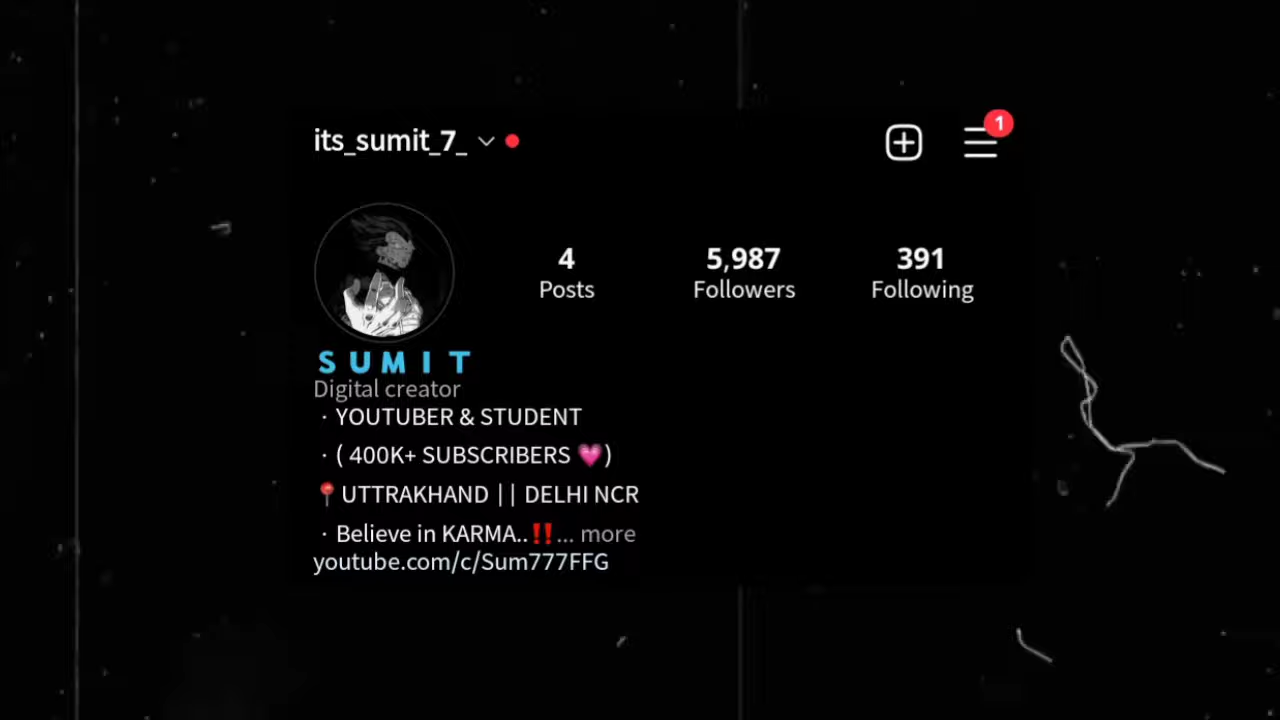 its_sumit_7_
1
4 5,987 391
Posts Followers Following
SUMIT
Digital creator
· YOUTUBER & STUDENT
· ( 400K+ SUBSCRIBERS 💗)
📍UTTRAKHAND || DELHI NCR
· Believe in KARMA..‼️... more
youtube.com/c/Sum777FFG